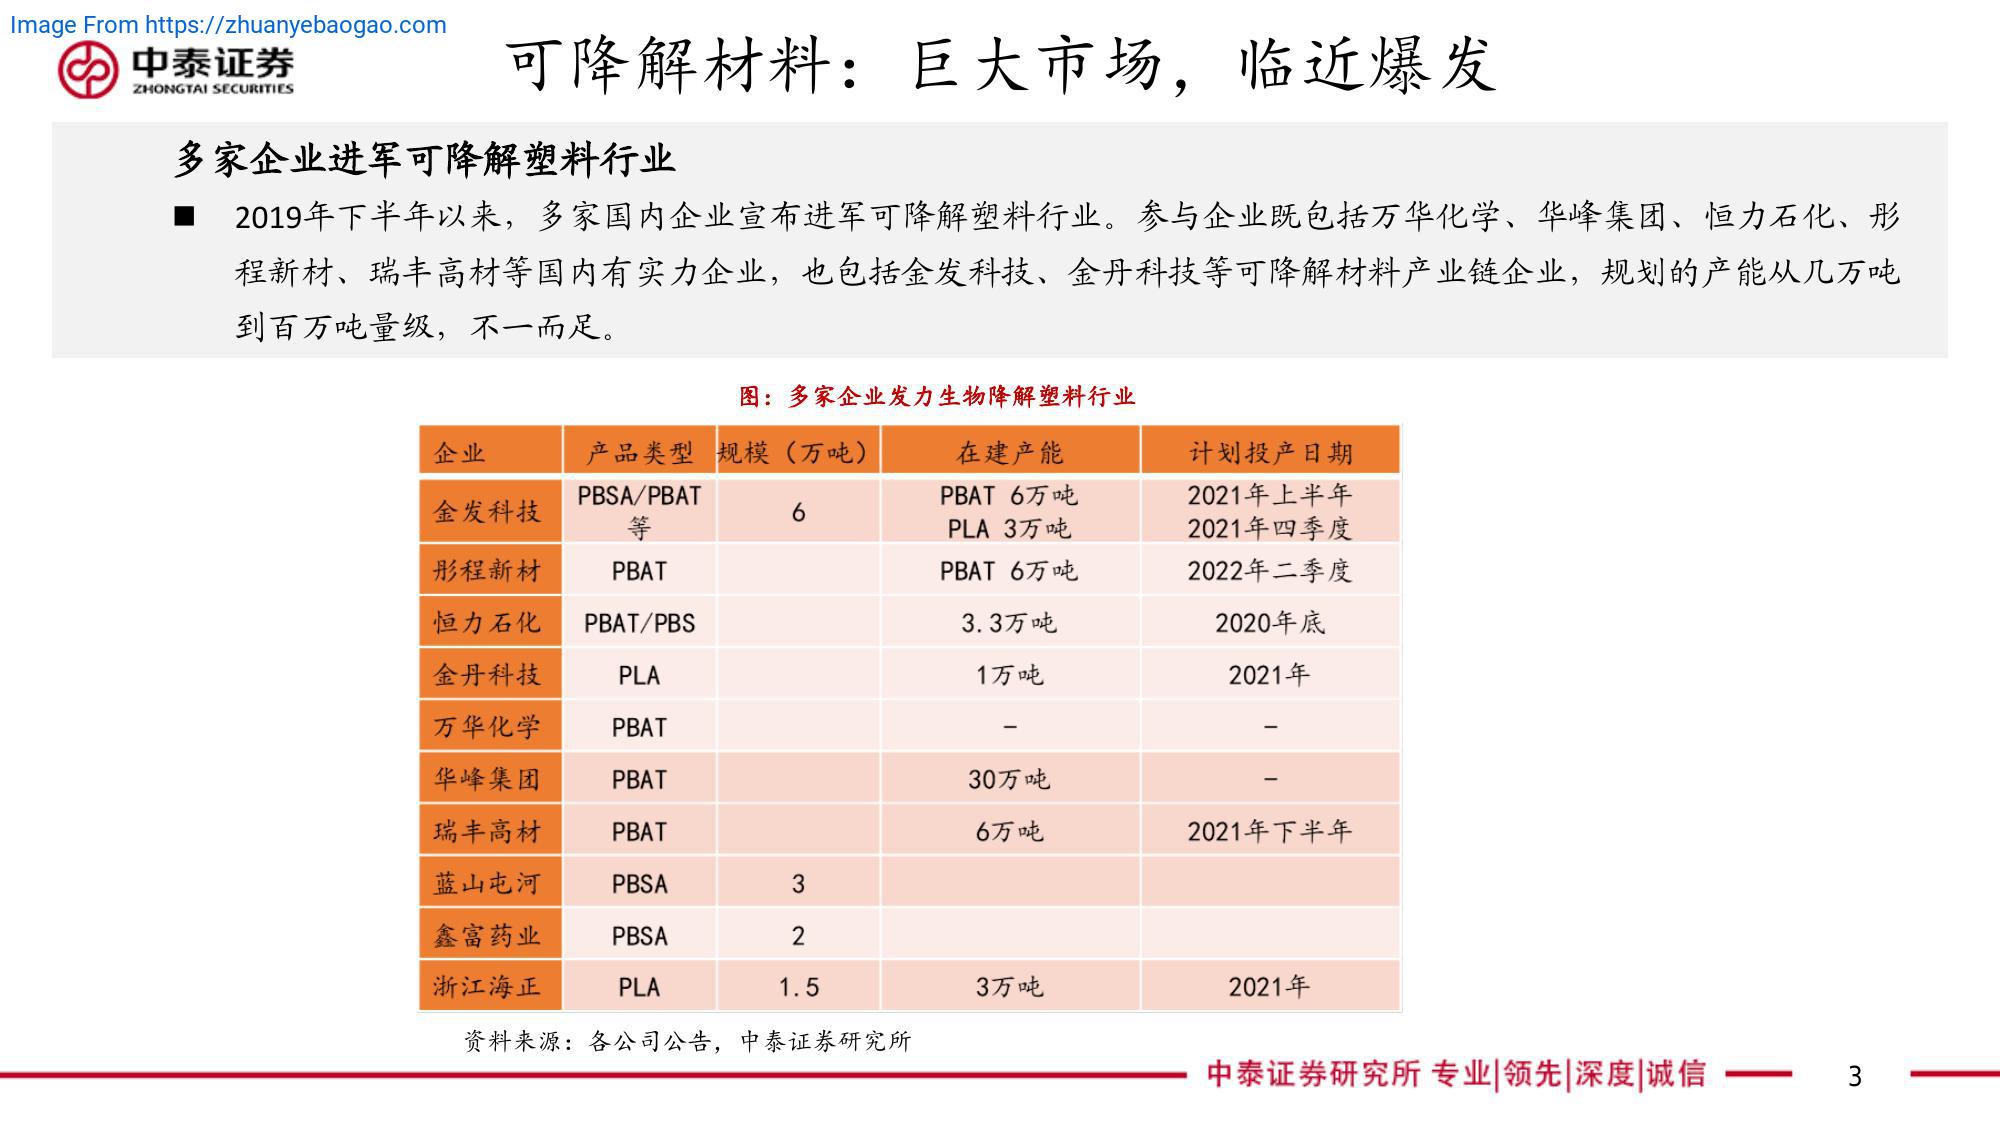 Image From https://zhuanyebaogao.com
中泰证券
ZHONGTAI SECURITIES
可降解材料：巨大市场，临近爆发
多家企业进军可降解塑料行业
■ 2019年下半年以来，多家国内企业宣布进军可降解塑料行业。参与企业既包括万华化学、华峰集团、恒力石化、彤
程新材、瑞丰高材等国内有实力企业，也包括金发科技、金丹科技等可降解材料产业链企业，规划的产能从几万吨
到百万吨量级，不一而足。
图：多家企业发力生物降解塑料行业
企业 产品类型 规模（万吨） 在建产能 计划投产日期
金发科技 PBSA/PBAT等 6 PBAT 6万吨 PLA 3万吨 2021年上半年 2021年四季度
彤程新材 PBAT PBAT 6万吨 2022年二季度
恒力石化 PBAT/PBS 3.3万吨 2020年底
金丹科技 PLA 1万吨 2021年
万华化学 PBAT – –
华峰集团 PBAT 30万吨 –
瑞丰高材 PBAT 6万吨 2021年下半年
蓝山屯河 PBSA 3
鑫富药业 PBSA 2
浙江海正 PLA 1.5 3万吨 2021年
资料来源：各公司公告，中泰证券研究所
中泰证券研究所 专业|领先|深度|诚信
3